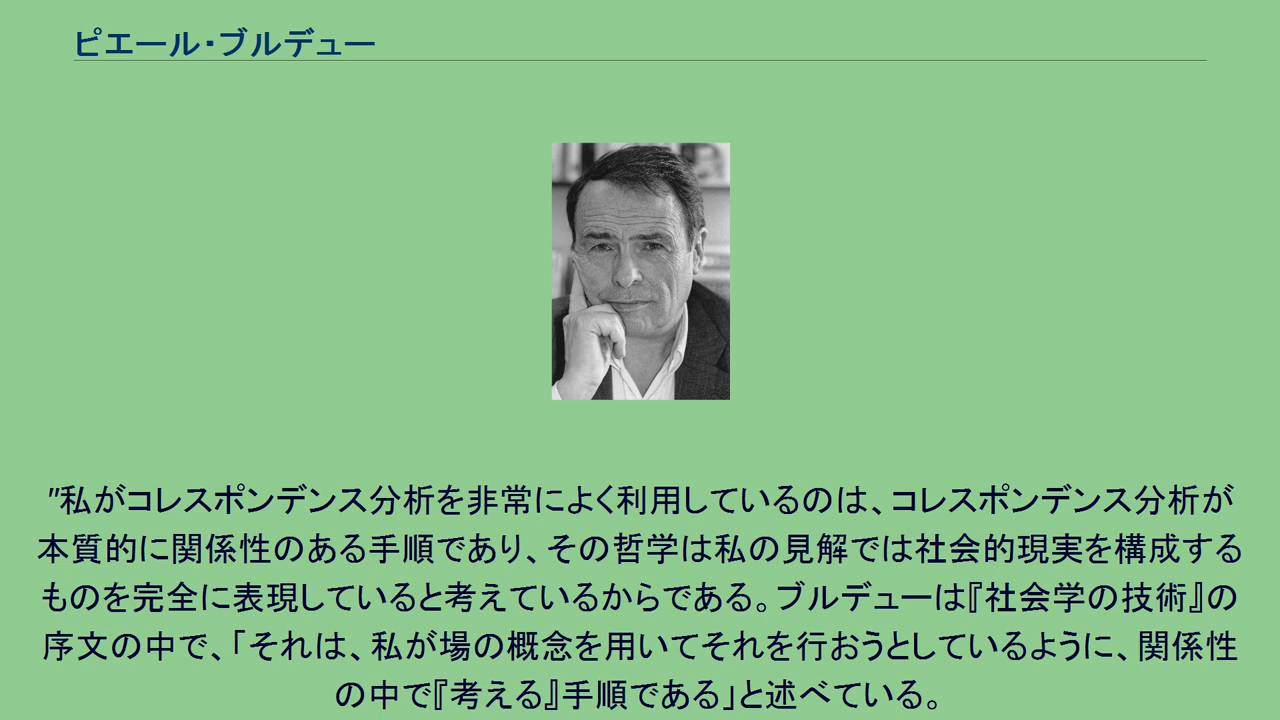 ピエール・ブルデュー
"私がコレスポンデンス分析を非常によく利用しているのは、コレスポンデンス分析が
本質的に関係性のある手順であり、その哲学は私の見解では社会的現実を構成する
ものを完全に表現していると考えているからである。ブルデューは『社会学の技術』の
序文の中で、「それは、私が場の概念を用いてそれを行おうとしているように、関係性
の中で『考える』手順である」と述べている。